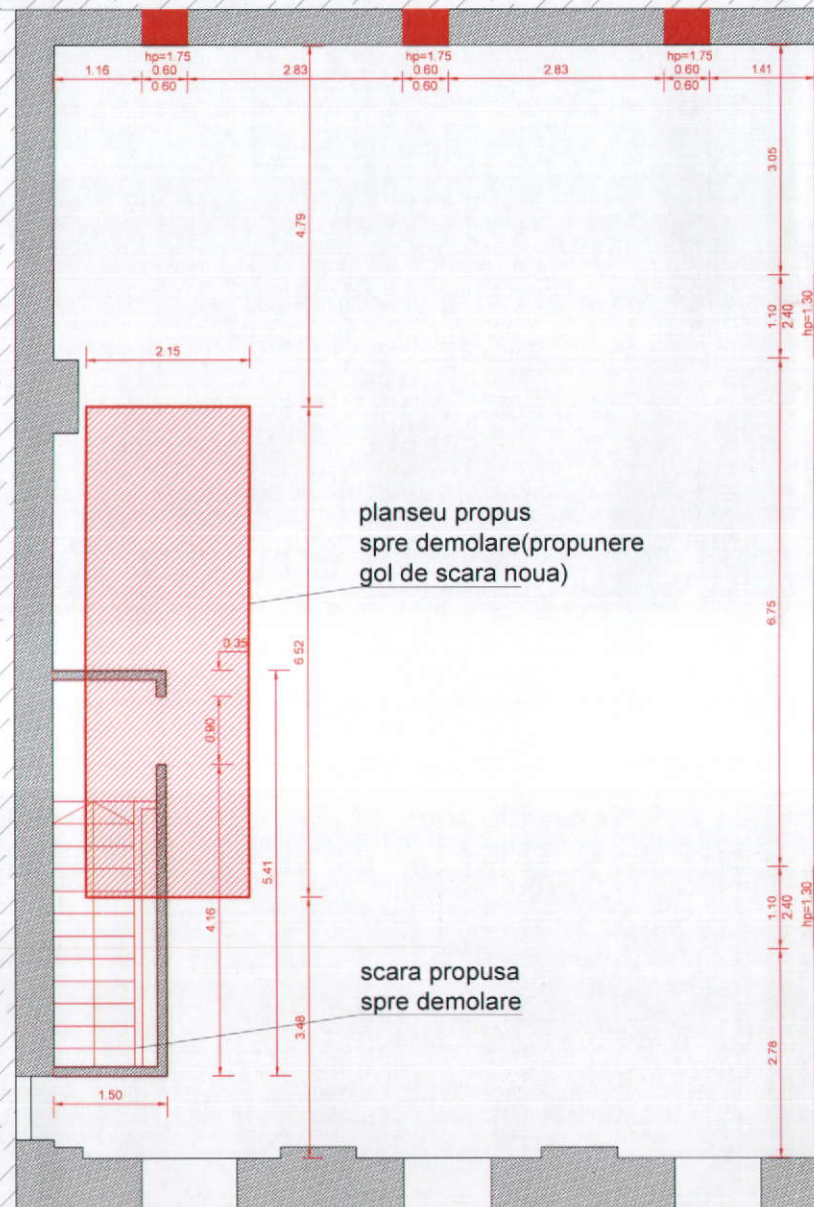 hp=1.75 hp=1.75 hp=1.75
1.16 0.60 2.83 0.60 2.83 0.60 1.41
0.60 0.60 0.60
3.05
4.79
1.10
2.40
hp=1.30
2.15
planseu propus
spre demolare(propunere
gol de scara noua)
6.75
0.35
6.52
0.90
5.41
4.16
1.10
2.40
hp=1.30
scara propusa
spre demolare
3.48
2.78
1.50